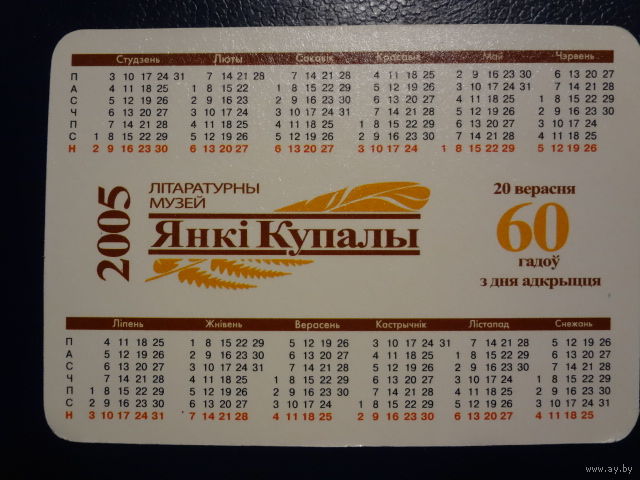 Студзень Люты Сакавік Красавік Май Чэрвень
П 3 10 17 24 31 7 14 21 28 7 14 21 28 4 11 18 25 2 9 16 23 30 6 13 20 27
А 4 11 18 25 1 8 15 22 1 8 15 22 29 5 12 19 26 3 10 17 24 31 7 14 21 28
С 5 12 19 26 2 9 16 23 2 9 16 23 30 6 13 20 27 4 11 18 25 1 8 15 22 29
Ч 6 13 20 27 3 10 17 24 3 10 17 24 31 7 14 21 28 5 12 19 26 2 9 16 23 30
П 7 14 21 28 4 11 18 25 4 11 18 25 1 8 15 22 29 6 13 20 27 3 10 17 24
С 1 8 15 22 29 5 12 19 26 5 12 19 26 2 9 16 23 30 7 14 21 28 4 11 18 25
Н 2 9 16 23 30 6 13 20 27 6 13 20 27 3 10 17 24 1 8 15 22 29 5 12 19 26
2005
ЛІТАРАТУРНЫ
МУЗЕЙ
Янкі Купалы
20 верасня
60
гадоў
з дня адкрыцця
Ліпень Жнівень Верасень Кастрычнік Лістапад Снежань
П 4 11 18 25 1 8 15 22 29 5 12 19 26 3 10 17 24 31 7 14 21 28 5 12 19 26
А 5 12 19 26 2 9 16 23 30 6 13 20 27 4 11 18 25 1 8 15 22 29 6 13 20 27
С 6 13 20 27 3 10 17 24 31 7 14 21 28 5 12 19 26 2 9 16 23 30 7 14 21 28
Ч 7 14 21 28 4 11 18 25 1 8 15 22 29 6 13 20 27 3 10 17 24 1 8 15 22 29
П 1 8 15 22 29 5 12 19 26 2 9 16 23 30 7 14 21 28 4 11 18 25 2 9 16 23 30
С 2 9 16 23 30 6 13 20 27 3 10 17 24 1 8 15 22 29 5 12 19 26 3 10 17 24 31
Н 3 10 17 24 31 7 14 21 28 4 11 18 25 2 9 16 23 30 6 13 20 27 4 11 18 25
www.ay.by